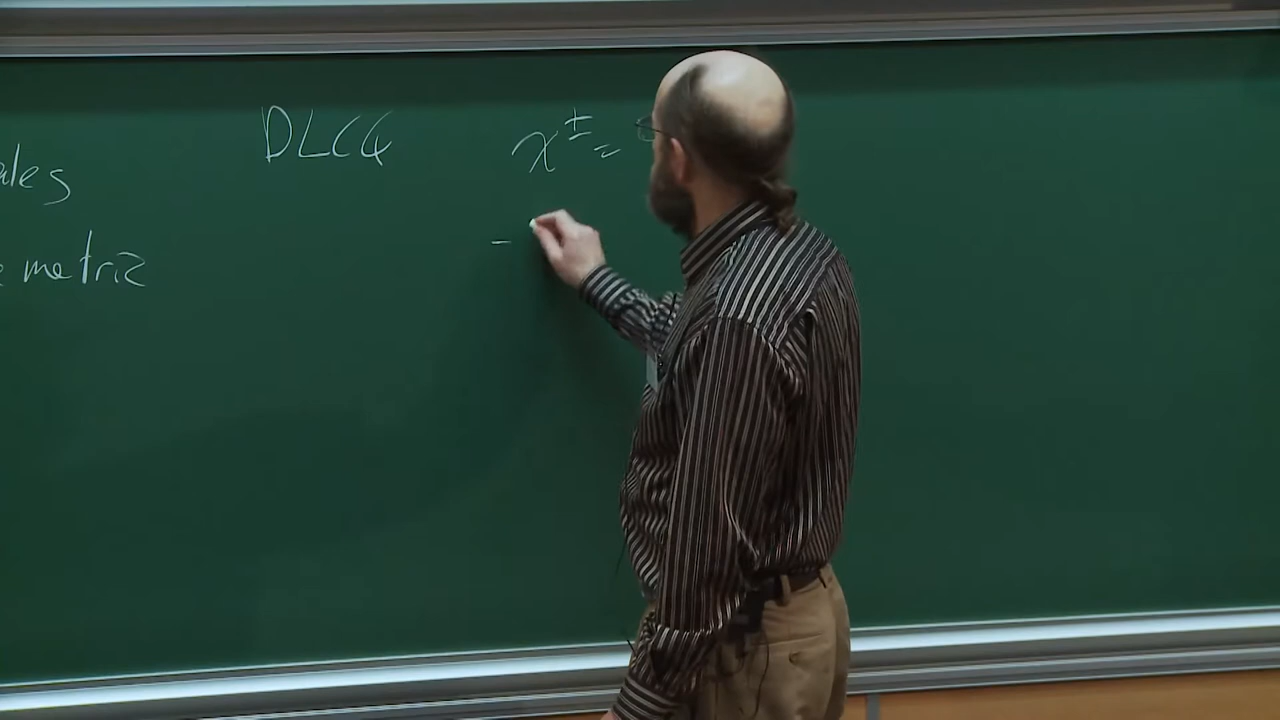 DLCQ
x^± =
ales
metric
-